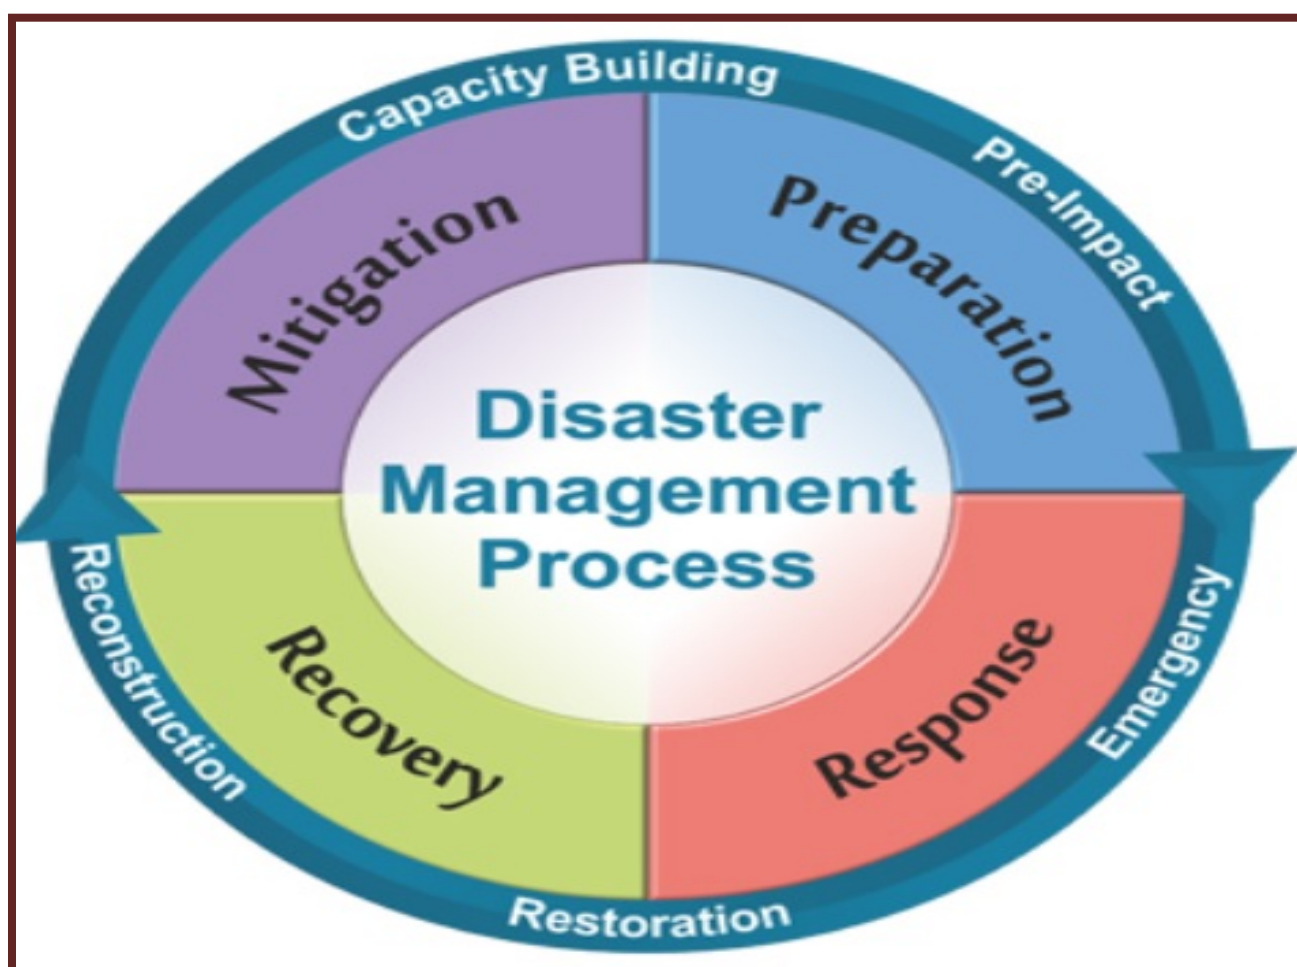 Capacity Building
Pre-Impact
Mitigation
Preparation
Disaster
Management
Process
Reconstruction
Recovery
Response
Emergency
Restoration